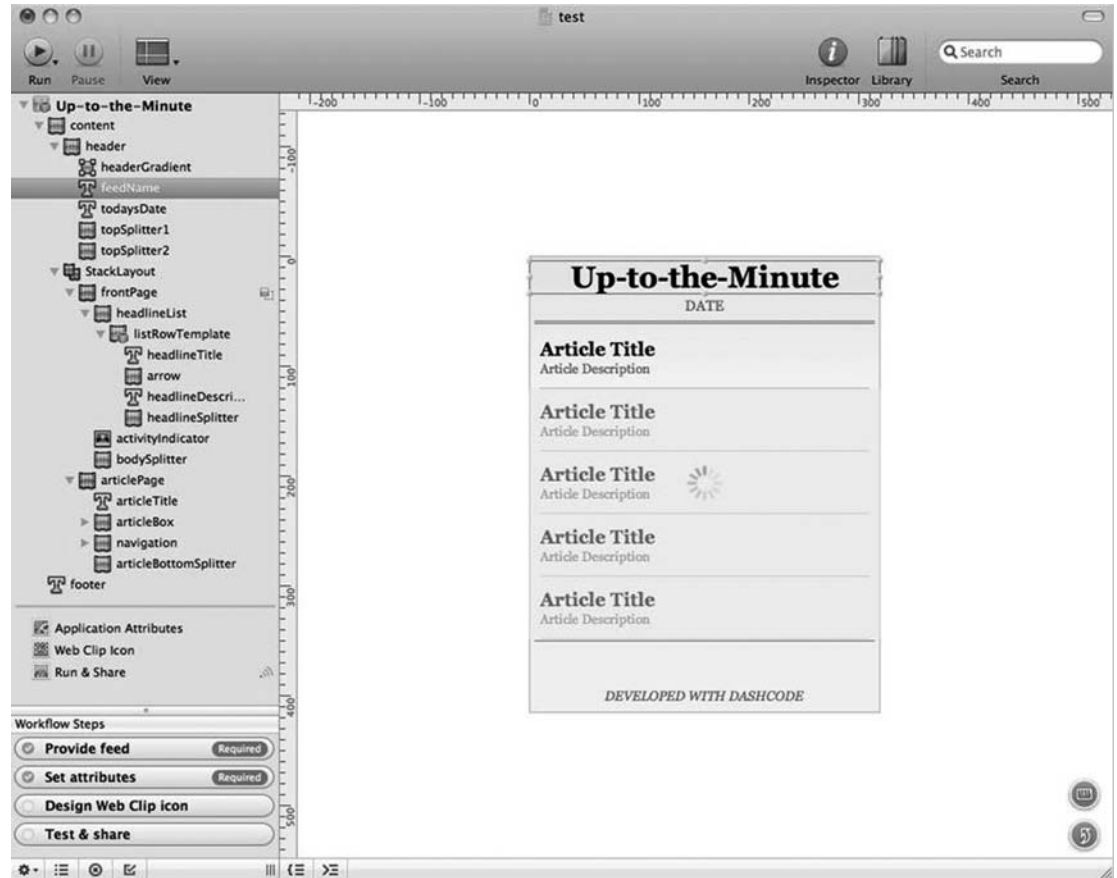 test
Run Pause View Inspector Library Search
Search
Up-to-the-Minute
content
header
headerGradient
feedName
todaysDate
topSplitter1
topSplitter2
StackLayout
frontPage
headlineList
listRowTemplate
headlineTitle
arrow
headlineDescri...
headlineSplitter
activityIndicator
bodySplitter
articlePage
articleTitle
articleBox
navigation
articleBottomSplitter
footer
Application Attributes
Web Clip Icon
Run & Share
Workflow Steps
Provide feed Required
Set attributes Required
Design Web Clip icon
Test & share
-200 -100 0 100 200 300 400 500
-100
0
100
200
300
400
500
Up-to-the-Minute
DATE
Article Title
Article Description
Article Title
Article Description
Article Title
Article Description
Article Title
Article Description
Article Title
Article Description
DEVELOPED WITH DASHCODE